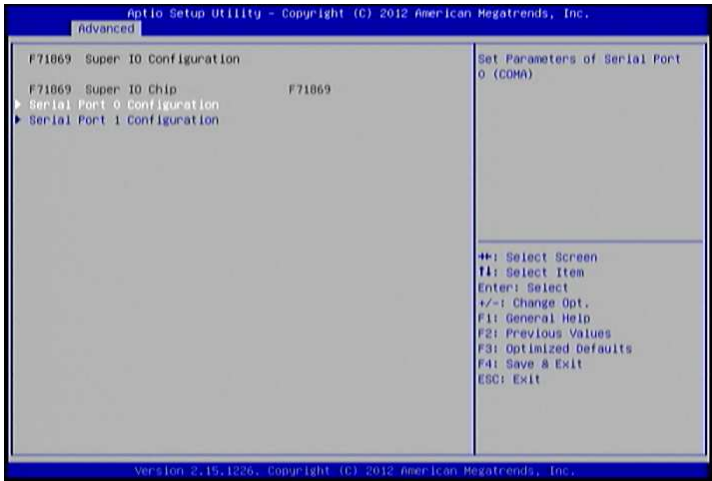 Aptio Setup Utility - Copyright (C) 2012 American Megatrends, Inc.
Advanced
F71869 Super IO Configuration
F71869 Super IO Chip F71869
Serial Port 0 Configuration
Serial Port 1 Configuration
Set Parameters of Serial Port
0 (COMA)
→←: Select Screen
↑↓: Select Item
Enter: Select
+/-: Change Opt.
F1: General Help
F2: Previous Values
F3: Optimized Defaults
F4: Save & Exit
ESC: Exit
Version 2.15.1226. Copyright (C) 2012 American Megatrends, Inc.